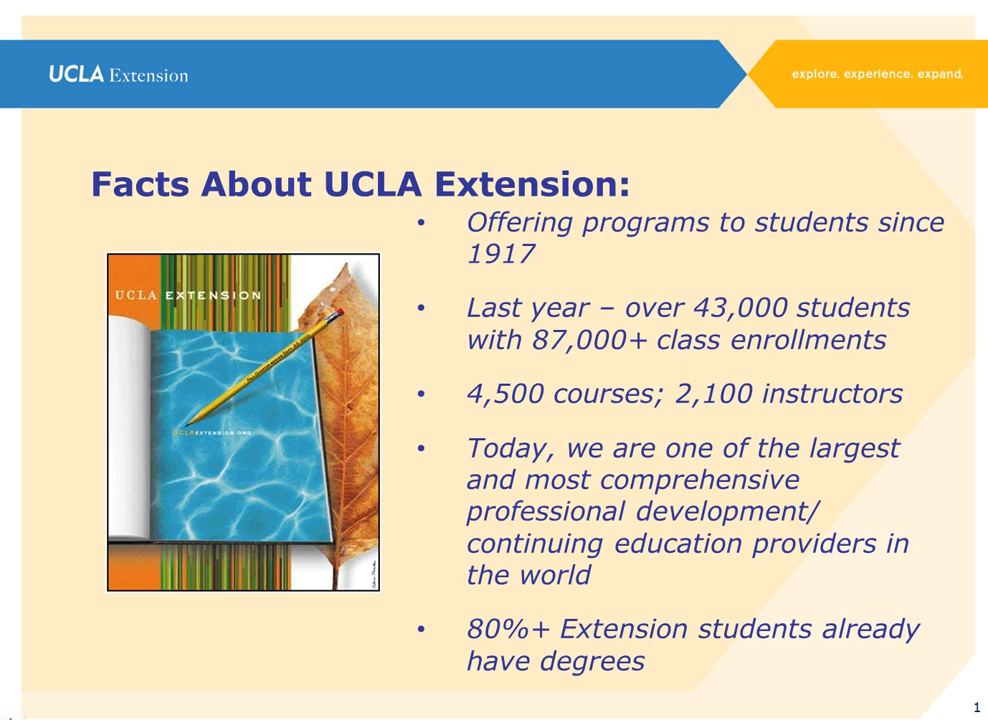 UCLA Extension
explore. experience. expand.
Facts About UCLA Extension:
• Offering programs to students since
1917
• Last year – over 43,000 students
with 87,000+ class enrollments
• 4,500 courses; 2,100 instructors
• Today, we are one of the largest
and most comprehensive
professional development/
continuing education providers in
the world
• 80%+ Extension students already
have degrees
UCLA EXTENSION
UCLAEXTENSION.ORG
1